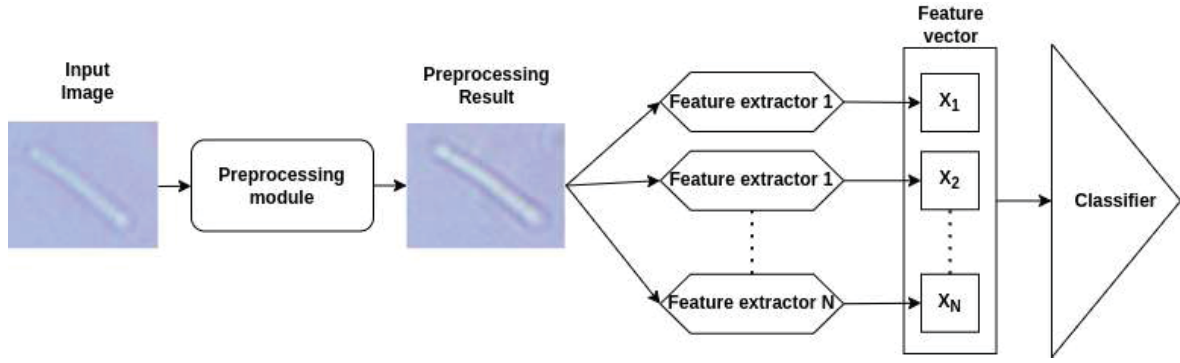 Input
Image
Preprocessing
module
Preprocessing
Result
Feature extractor 1
Feature extractor 1
Feature extractor N
Feature
vector
X1
X2
XN
Classifier